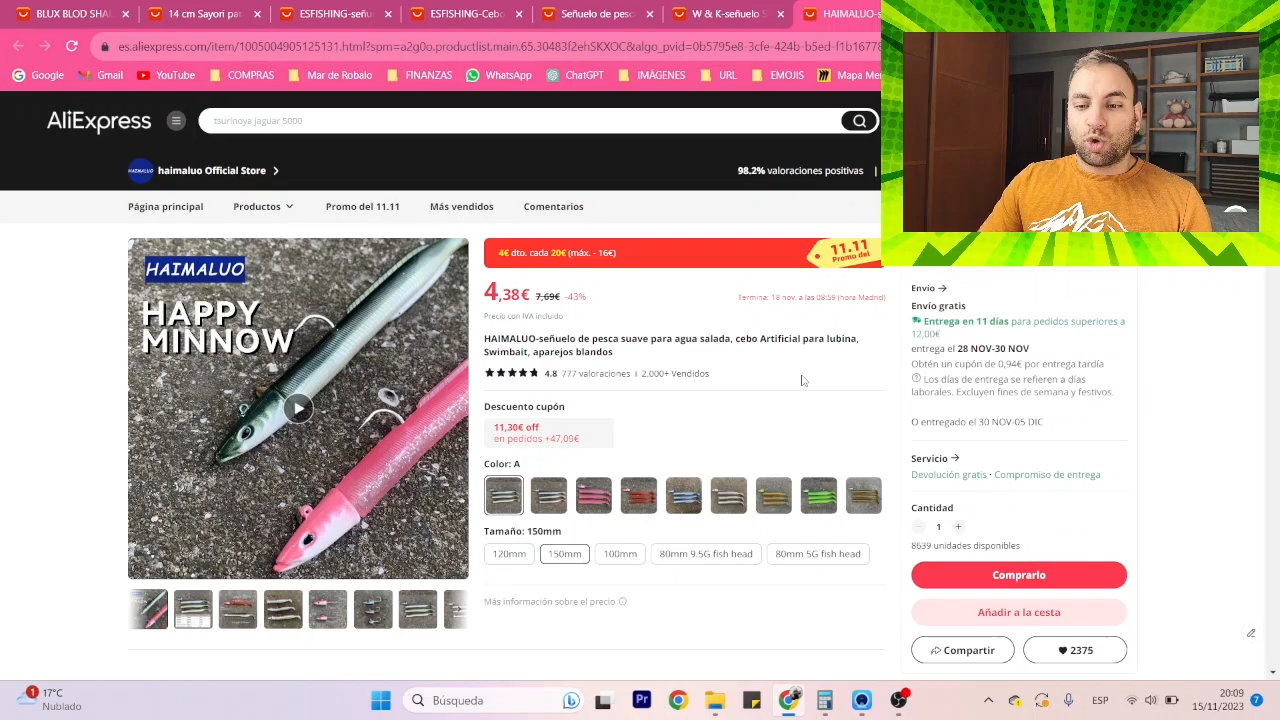 BLUX BLOD SHA
14 cm Sayori pa
ESFISHING-señu
ESFISHING-Cebo
Señuelo de pesc
W & K-señuelo
HAIMALUO-
es.aliexpress.com/item/1005004905125131.html?spm=a2g0o.productlist.main.65.30483f2ehSKXOC&algo_pvid=0b5795e8-3cfe-424b-b5ed-f1b16778
Google
Gmail
YouTube
COMPRAS
Mar de Robalo
FINANZAS
WhatsApp
ChatGPT
IMÁGENES
URL
EMOJIS
Mapa Me
AliExpress
tsurinoya jaguar 5000
HAIMALUO
haimaluo Official Store
98.2% valoraciones positivas
Página principal
Productos
Promo del 11.11
Más vendidos
Comentarios
HAIMALUO
HAPPY
MINNOW
4€ dto. cada 20€ (máx. - 16€)
11.11
Promo del
4,38€ 7,69€ -43%
Termina: 18 nov. a las 08:59 (hora Madrid)
Precio con IVA incluido
HAIMALUO-señuelo de pesca suave para agua salada, cebo Artificial para lubina,
Swimbait, aparejos blandos
4.8 777 valoraciones | 2.000+ Vendidos
Descuento cupón
11,30€ off
en pedidos +47,09€
Color: A
Tamaño: 150mm
120mm
150mm
100mm
80mm 9.5G fish head
80mm 5G fish head
Más información sobre el precio
Envío
Envío gratis
Entrega en 11 días para pedidos superiores a
12,00€
entrega el 28 NOV-30 NOV
Obtén un cupón de 0,94€ por entrega tardía
Los días de entrega se refieren a días
laborales. Excluyen fines de semana y festivos.
O entregado el 30 NOV-05 DIC
Servicio
Devolución gratis · Compromiso de entrega
Cantidad
1
8639 unidades disponibles
Comprarlo
Añadir a la cesta
Compartir
2375
1
17°C
Nublado
Búsqueda
Pr
ESP
20:09
15/11/2023
7